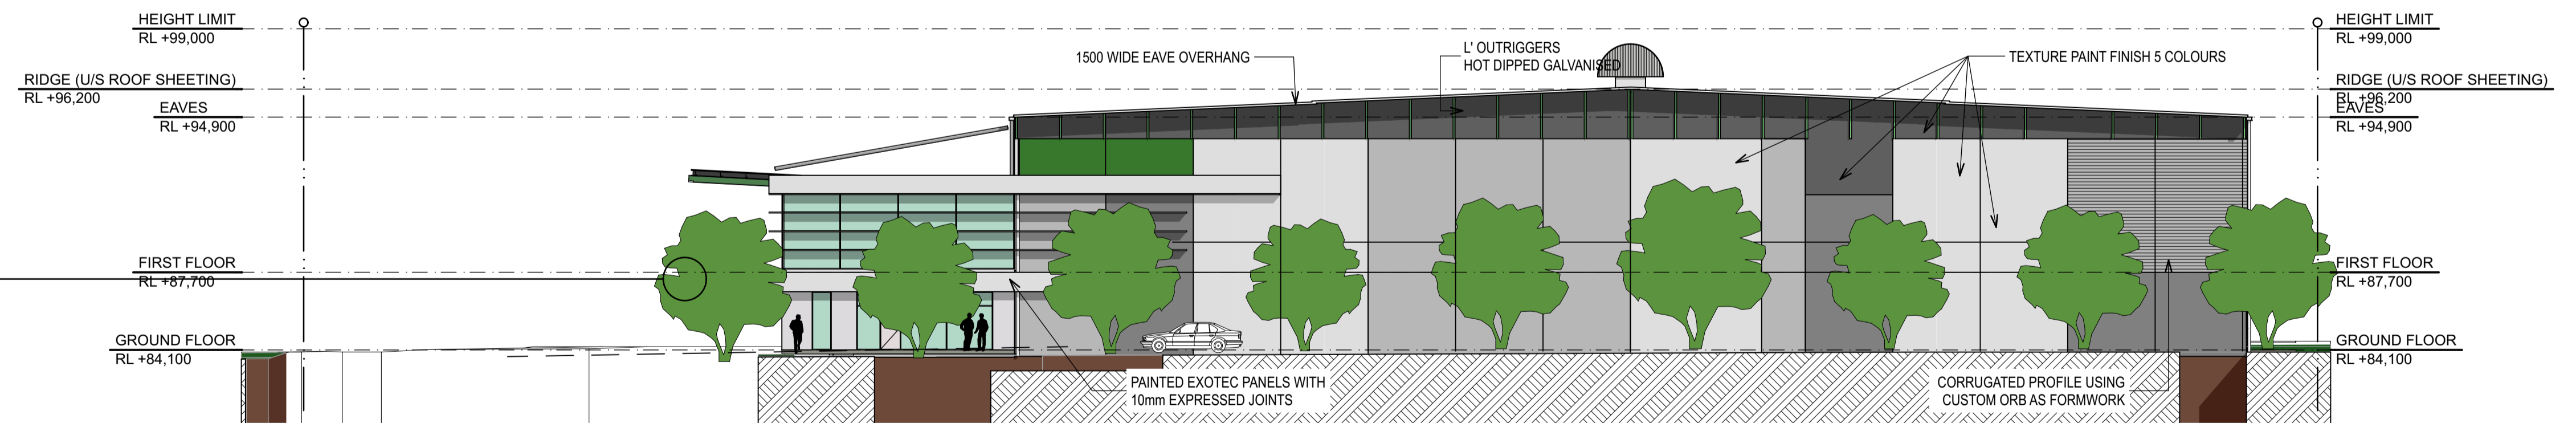 HEIGHT LIMIT
RL +99,000
RIDGE (U/S ROOF SHEETING)
RL +96,200
EAVES
RL +94,900
FIRST FLOOR
RL +87,700
GROUND FLOOR
RL +84,100
1500 WIDE EAVE OVERHANG
L' OUTRIGGERS
HOT DIPPED GALVANISED
TEXTURE PAINT FINISH 5 COLOURS
PAINTED EXOTEC PANELS WITH
10mm EXPRESSED JOINTS
CORRUGATED PROFILE USING
CUSTOM ORB AS FORMWORK
HEIGHT LIMIT
RL +99,000
RIDGE (U/S ROOF SHEETING)
RL +96,200
EAVES
RL +94,900
FIRST FLOOR
RL +87,700
GROUND FLOOR
RL +84,100